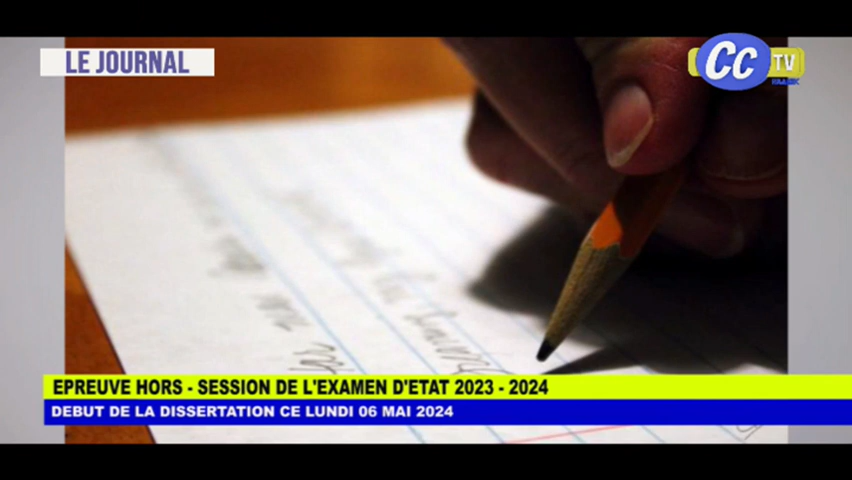 LE JOURNAL
CC TV
EPREUVE HORS - SESSION DE L'EXAMEN D'ETAT 2023 - 2024
DEBUT DE LA DISSERTATION CE LUNDI 06 MAI 2024